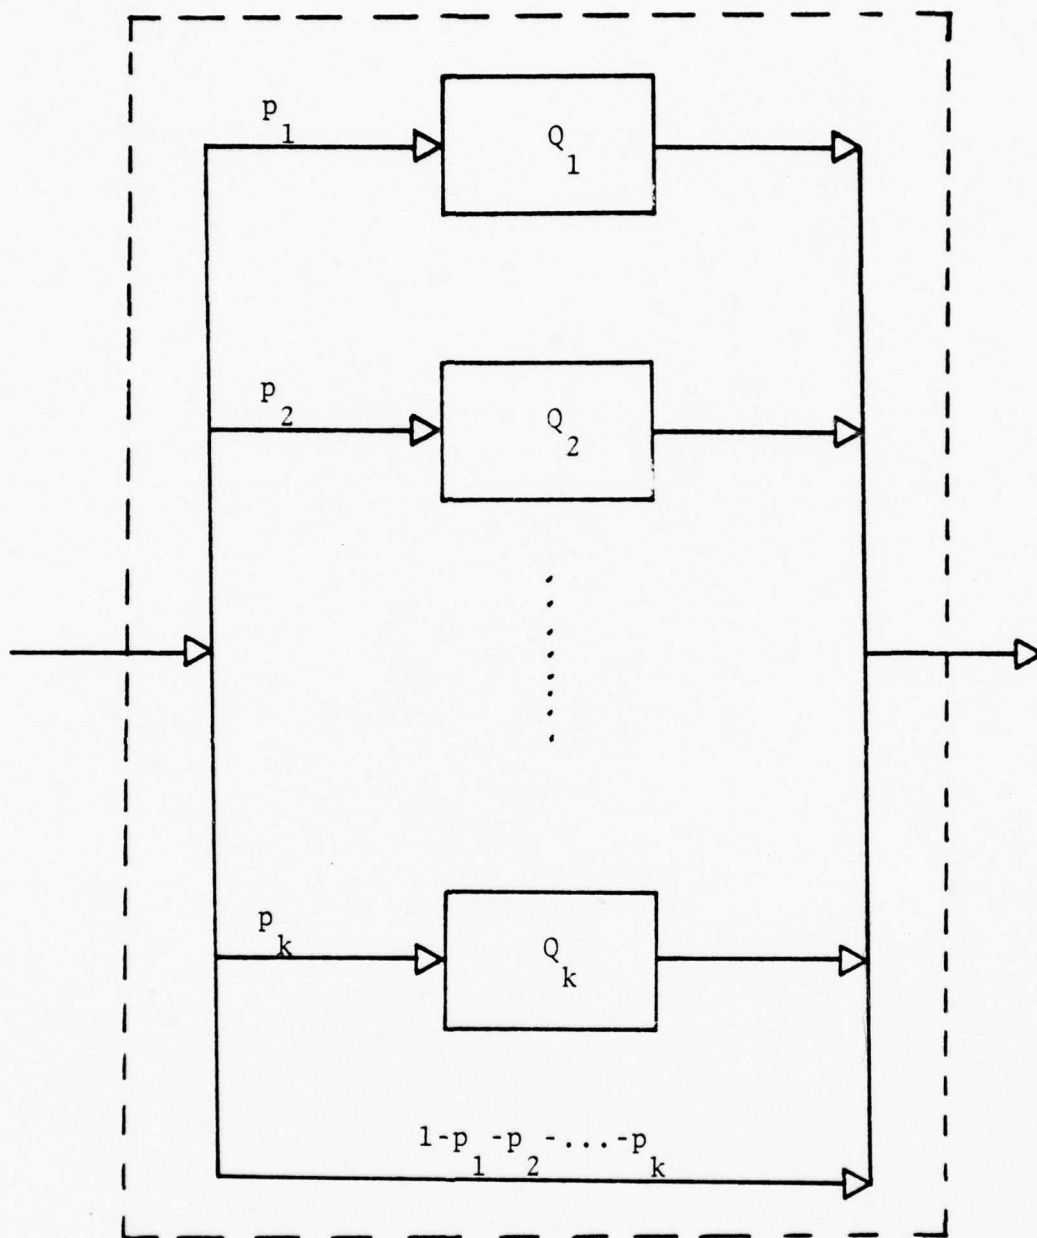 p₁
Q₁
p₂
Q₂
pₖ
Qₖ
1-p₁-p₂-...-pₖ